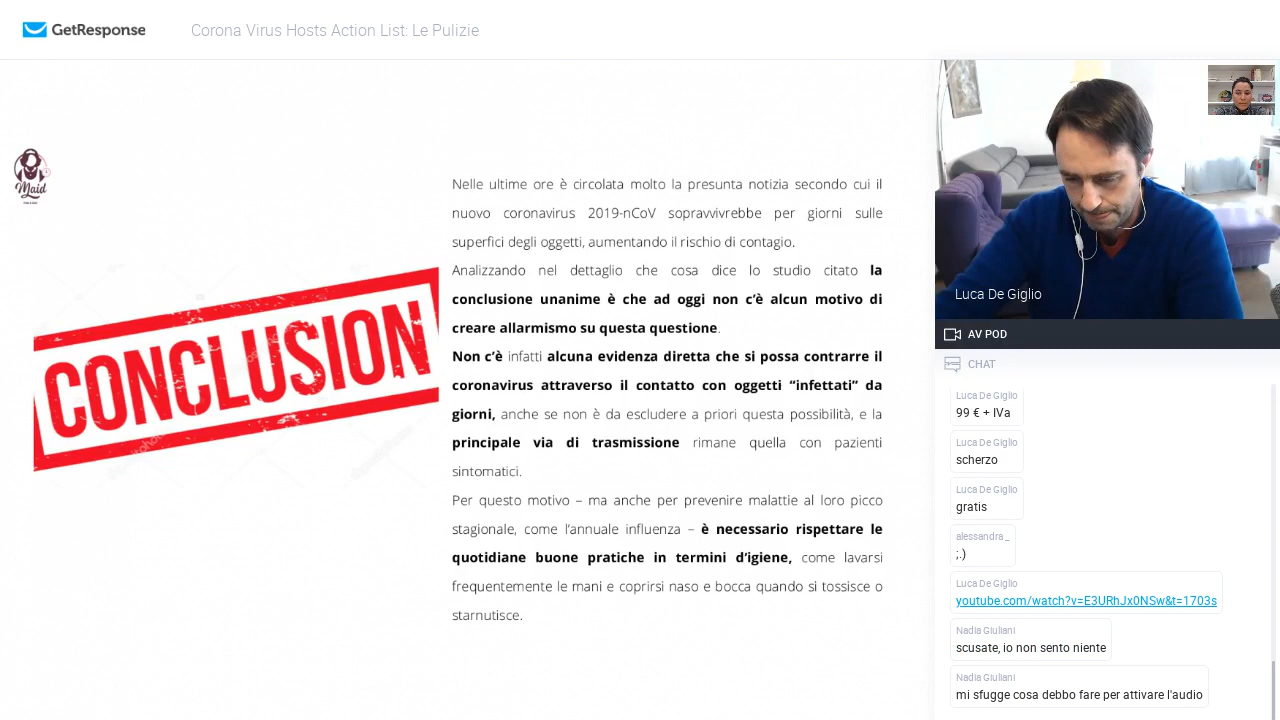 GetResponse
Corona Virus Hosts Action List: Le Pulizie
Maid
CONCLUSION
Nelle ultime ore è circolata molto la presunta notizia secondo cui il
nuovo coronavirus 2019-nCoV sopravvivrebbe per giorni sulle
superfici degli oggetti, aumentando il rischio di contagio.
Analizzando nel dettaglio che cosa dice lo studio citato la
conclusione unanime è che ad oggi non c’è alcun motivo di
creare allarmismo su questa questione.
Non c’è infatti alcuna evidenza diretta che si possa contrarre il
coronavirus attraverso il contatto con oggetti “infettati” da
giorni, anche se non è da escludere a priori questa possibilità, e la
principale via di trasmissione rimane quella con pazienti
sintomatici.
Per questo motivo – ma anche per prevenire malattie al loro picco
stagionale, come l’annuale influenza – è necessario rispettare le
quotidiane buone pratiche in termini d’igiene, come lavarsi
frequentemente le mani e coprirsi naso e bocca quando si tossisce o
starnutisce.
Luca De Giglio
AV POD
CHAT
Luca De Giglio
99 € + IVa
Luca De Giglio
scherzo
Luca De Giglio
gratis
alessandra _
;.)
Luca De Giglio
youtube.com/watch?v=E3URhJx0NSw&t=1703s
Nadia Giuliani
scusate, io non sento niente
Nadia Giuliani
mi sfugge cosa debbo fare per attivare l'audio